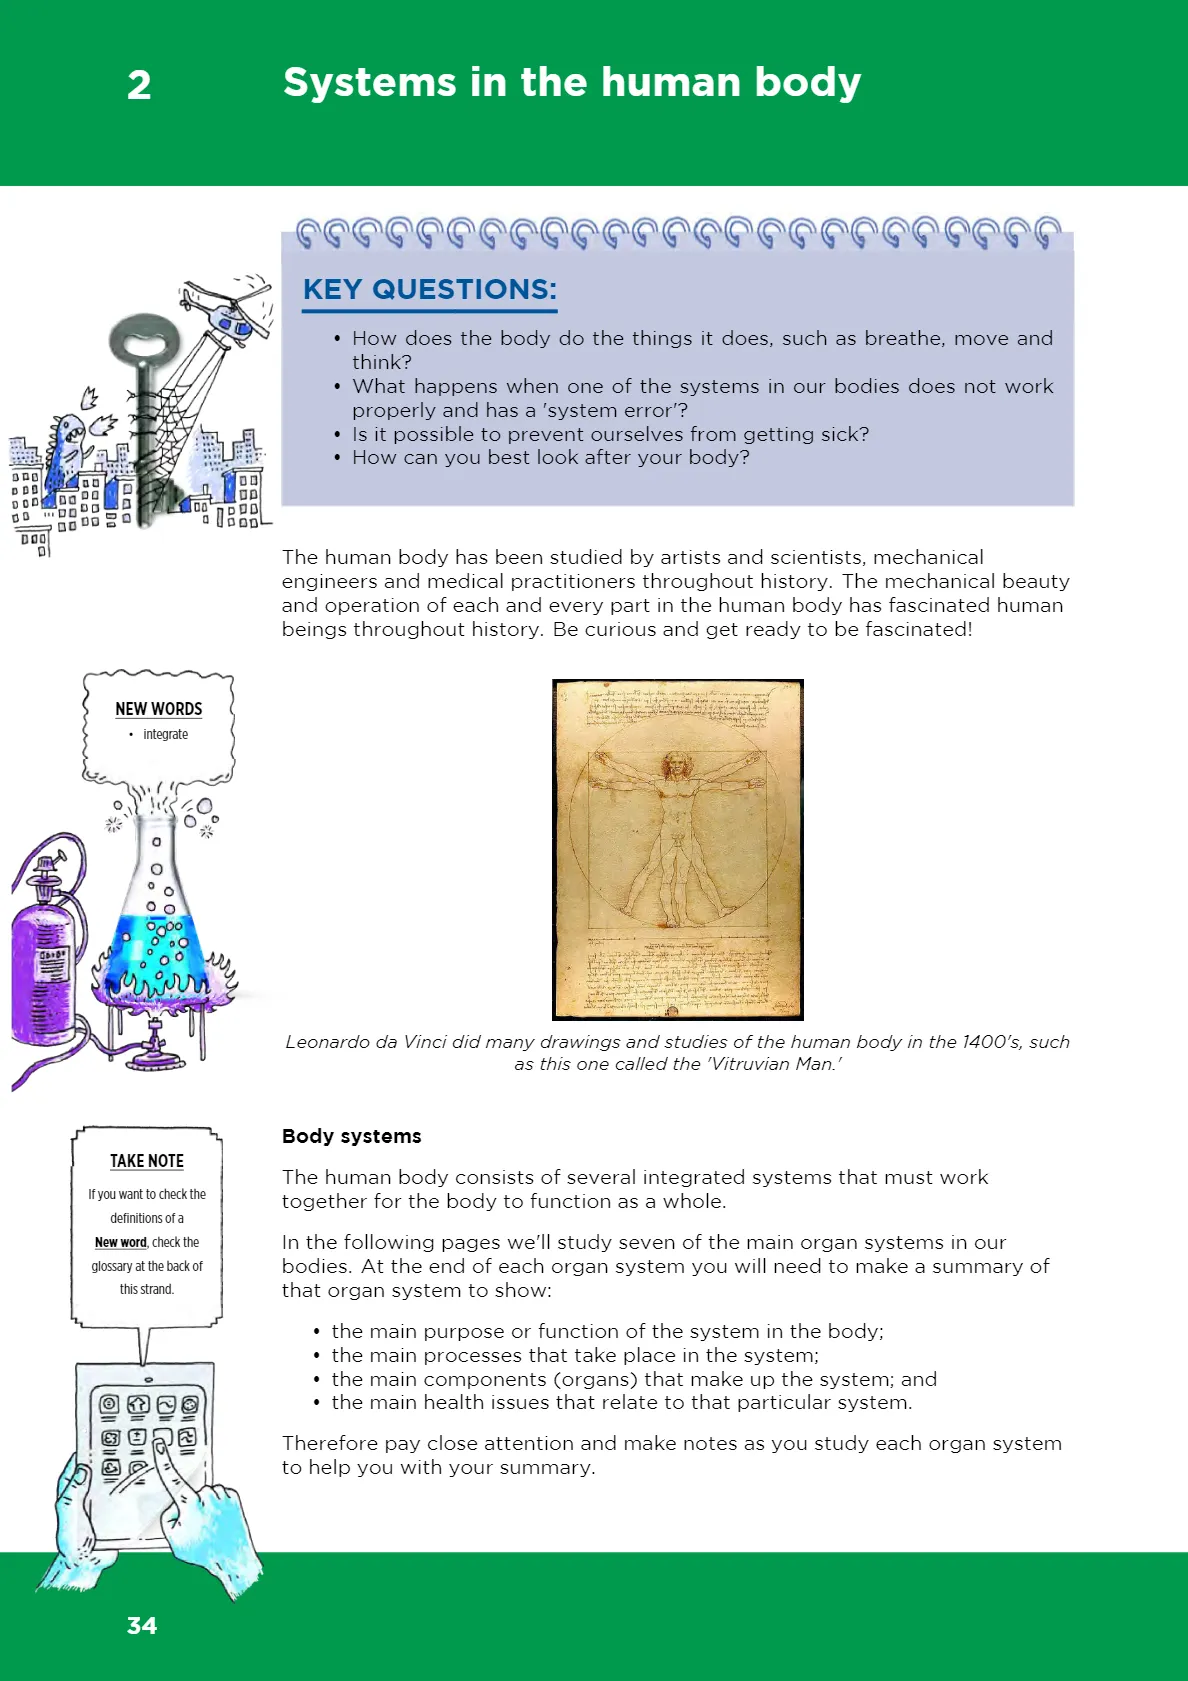 2
Systems in the human body
KEY QUESTIONS:
• How does the body do the things it does, such as breathe, move and
think?
• What happens when one of the systems in our bodies does not work
properly and has a 'system error'?
• Is it possible to prevent ourselves from getting sick?
• How can you best look after your body?
The human body has been studied by artists and scientists, mechanical
engineers and medical practitioners throughout history. The mechanical beauty
and operation of each and every part in the human body has fascinated human
beings throughout history. Be curious and get ready to be fascinated!
NEW WORDS
• integrate
Leonardo da Vinci did many drawings and studies of the human body in the 1400's, such
as this one called the 'Vitruvian Man.'
TAKE NOTE
If you want to check the
definitions of a
New word, check the
glossary at the back of
this strand.
Body systems
The human body consists of several integrated systems that must work
together for the body to function as a whole.
In the following pages we'll study seven of the main organ systems in our
bodies. At the end of each organ system you will need to make a summary of
that organ system to show:
• the main purpose or function of the system in the body;
• the main processes that take place in the system;
• the main components (organs) that make up the system; and
• the main health issues that relate to that particular system.
Therefore pay close attention and make notes as you study each organ system
to help you with your summary.
34